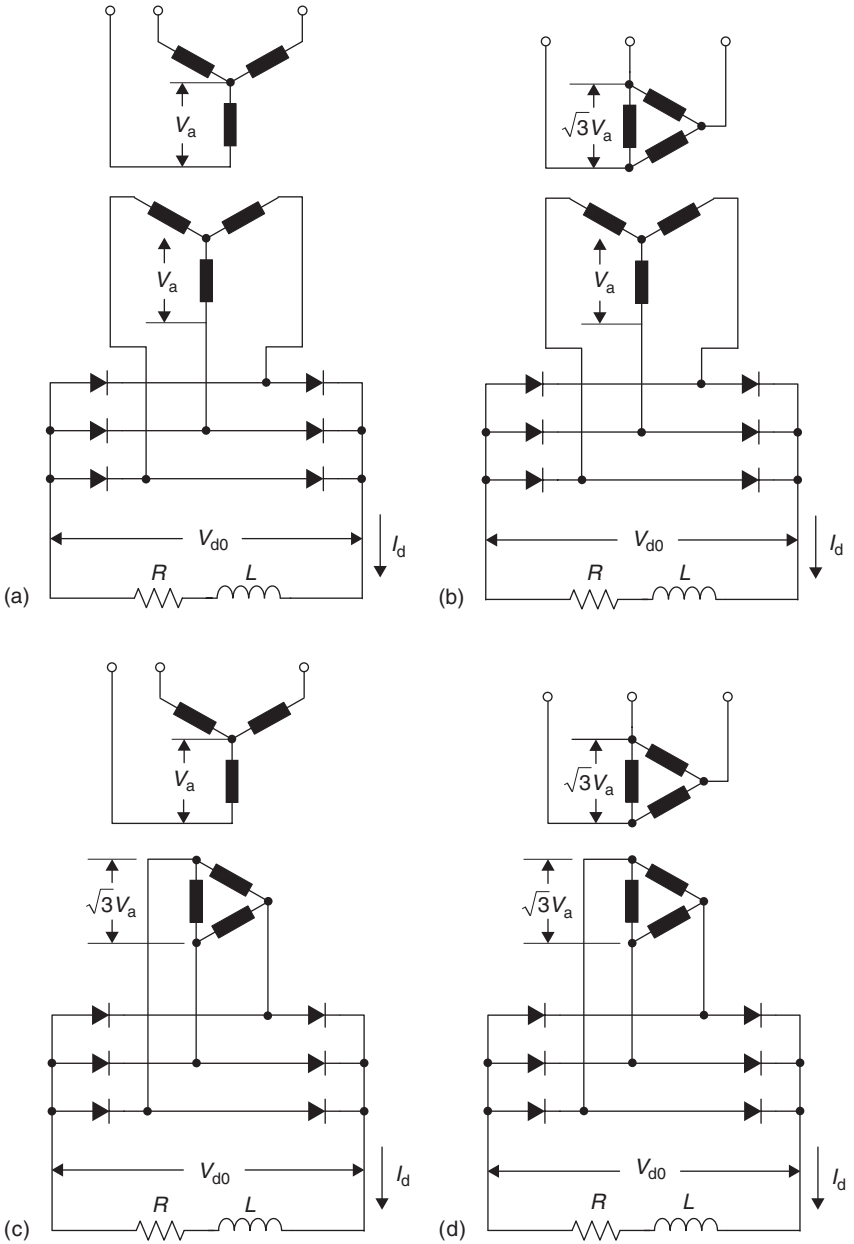 Va
√3Va
Va
Va
Vd0
Id
R
L
(a)
Vd0
Id
R
L
(b)
Va
√3Va
√3Va
√3Va
Vd0
Id
R
L
(c)
Vd0
Id
R
L
(d)